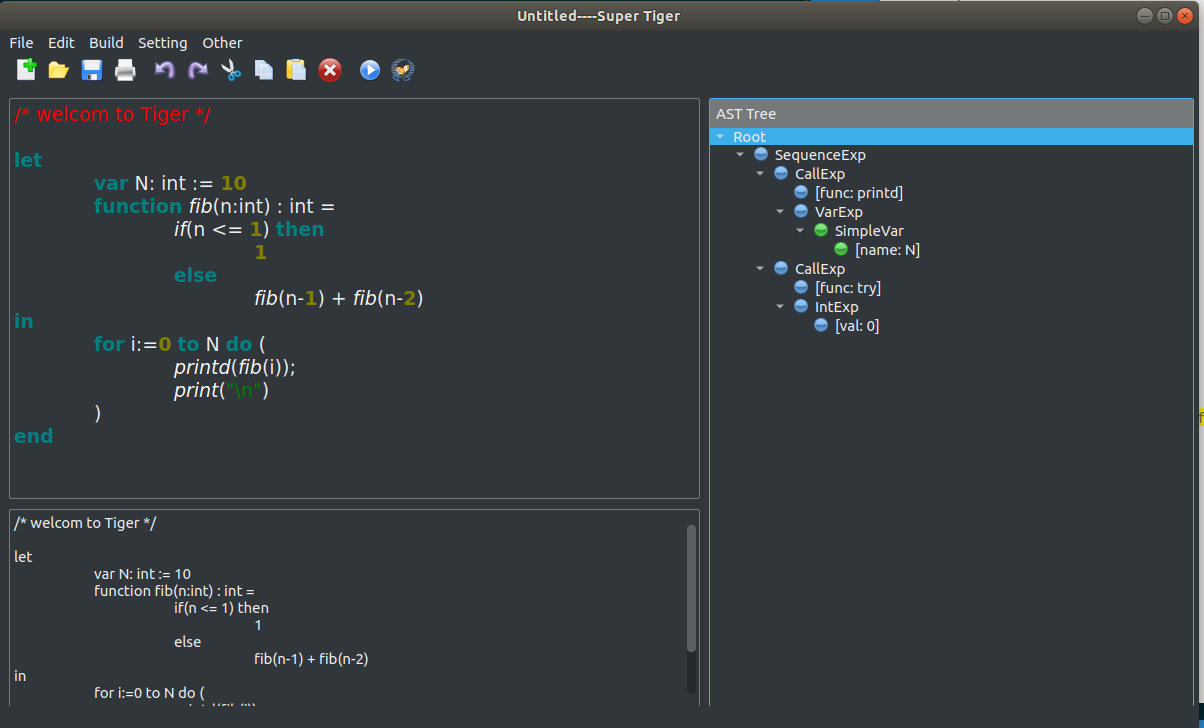 Untitled----Super Tiger
File Edit Build Setting Other
/* welcom to Tiger */
let
var N: int := 10
function fib(n:int) : int =
if(n <= 1) then
1
else
fib(n-1) + fib(n-2)
in
for i:=0 to N do (
printd(fib(i));
print("\n")
)
end
/* welcom to Tiger */
let
var N: int := 10
function fib(n:int) : int =
if(n <= 1) then
1
else
fib(n-1) + fib(n-2)
in
for i:=0 to N do (
AST Tree
Root
SequenceExp
CallExp
[func: printd]
VarExp
SimpleVar
[name: N]
CallExp
[func: try]
IntExp
[val: 0]